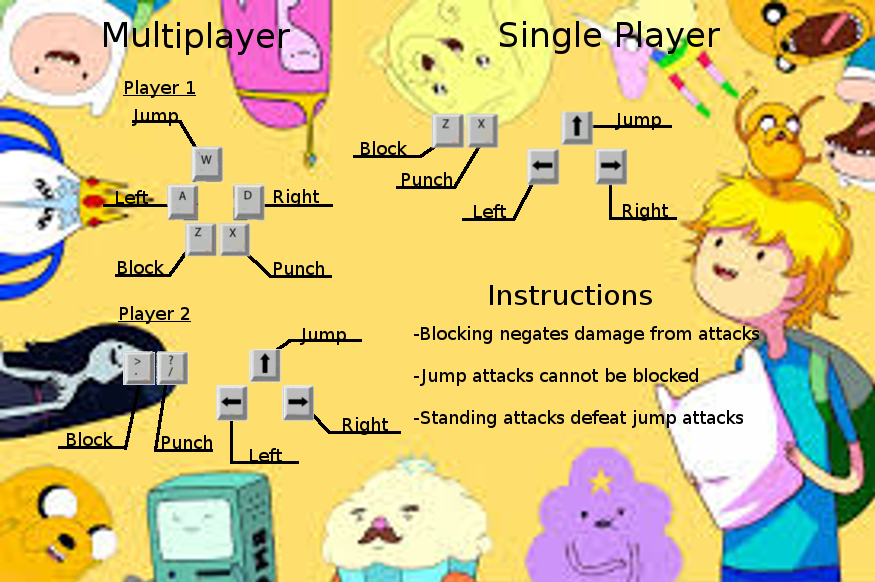 Multiplayer
Player 1
Jump
W
Left
A
D
Right
Z
X
Block
Punch
Player 2
Jump
>
.
?
/
Block
Punch
Right
Left
Single Player
Z
X
Jump
Block
Punch
Left
Right
Instructions
-Blocking negates damage from attacks
-Jump attacks cannot be blocked
-Standing attacks defeat jump attacks